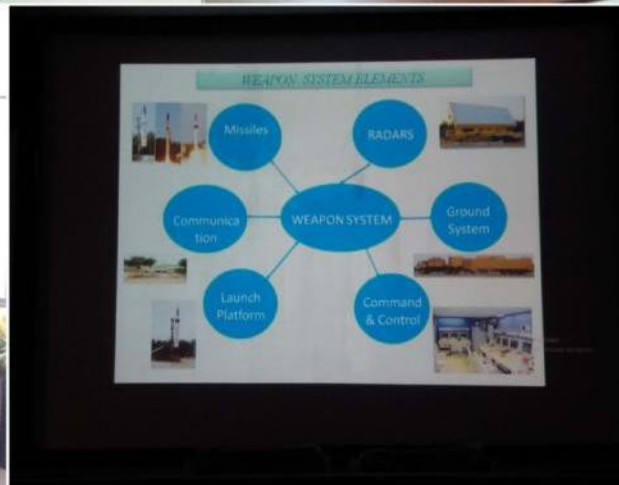 WEAPON SYSTEM ELEMENTS
Missiles
RADARS
Communica
tion
WEAPON SYSTEM
Ground
System
Launch
Platform
Command
& Control